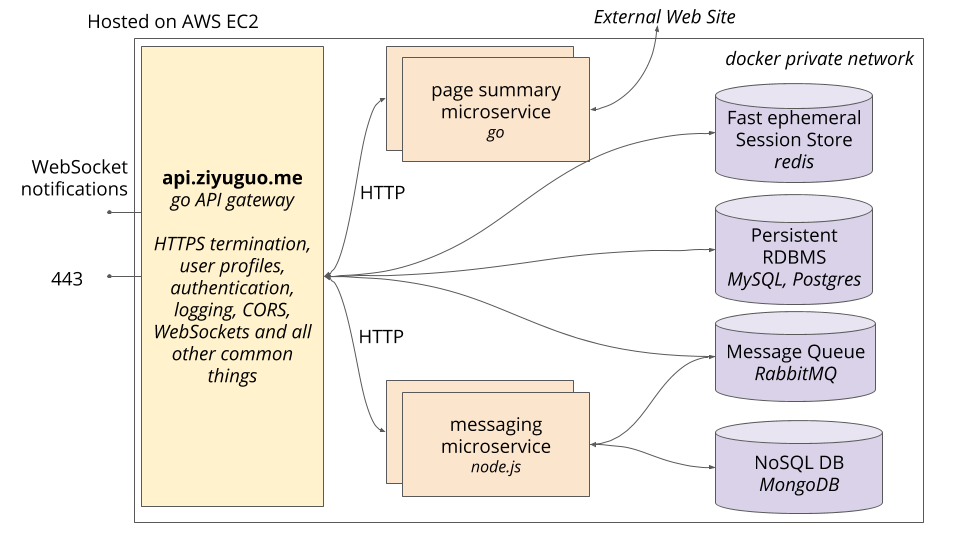 Hosted on AWS EC2
External Web Site
docker private network
WebSocket
notifications
443
api.ziyuguo.me
go API gateway
HTTPS termination,
user profiles,
authentication,
logging, CORS,
WebSockets and all
other common
things
page summary
microservice
go
HTTP
HTTP
messaging
microservice
node.js
Fast ephemeral
Session Store
redis
Persistent
RDBMS
MySQL, Postgres
Message Queue
RabbitMQ
NoSQL DB
MongoDB